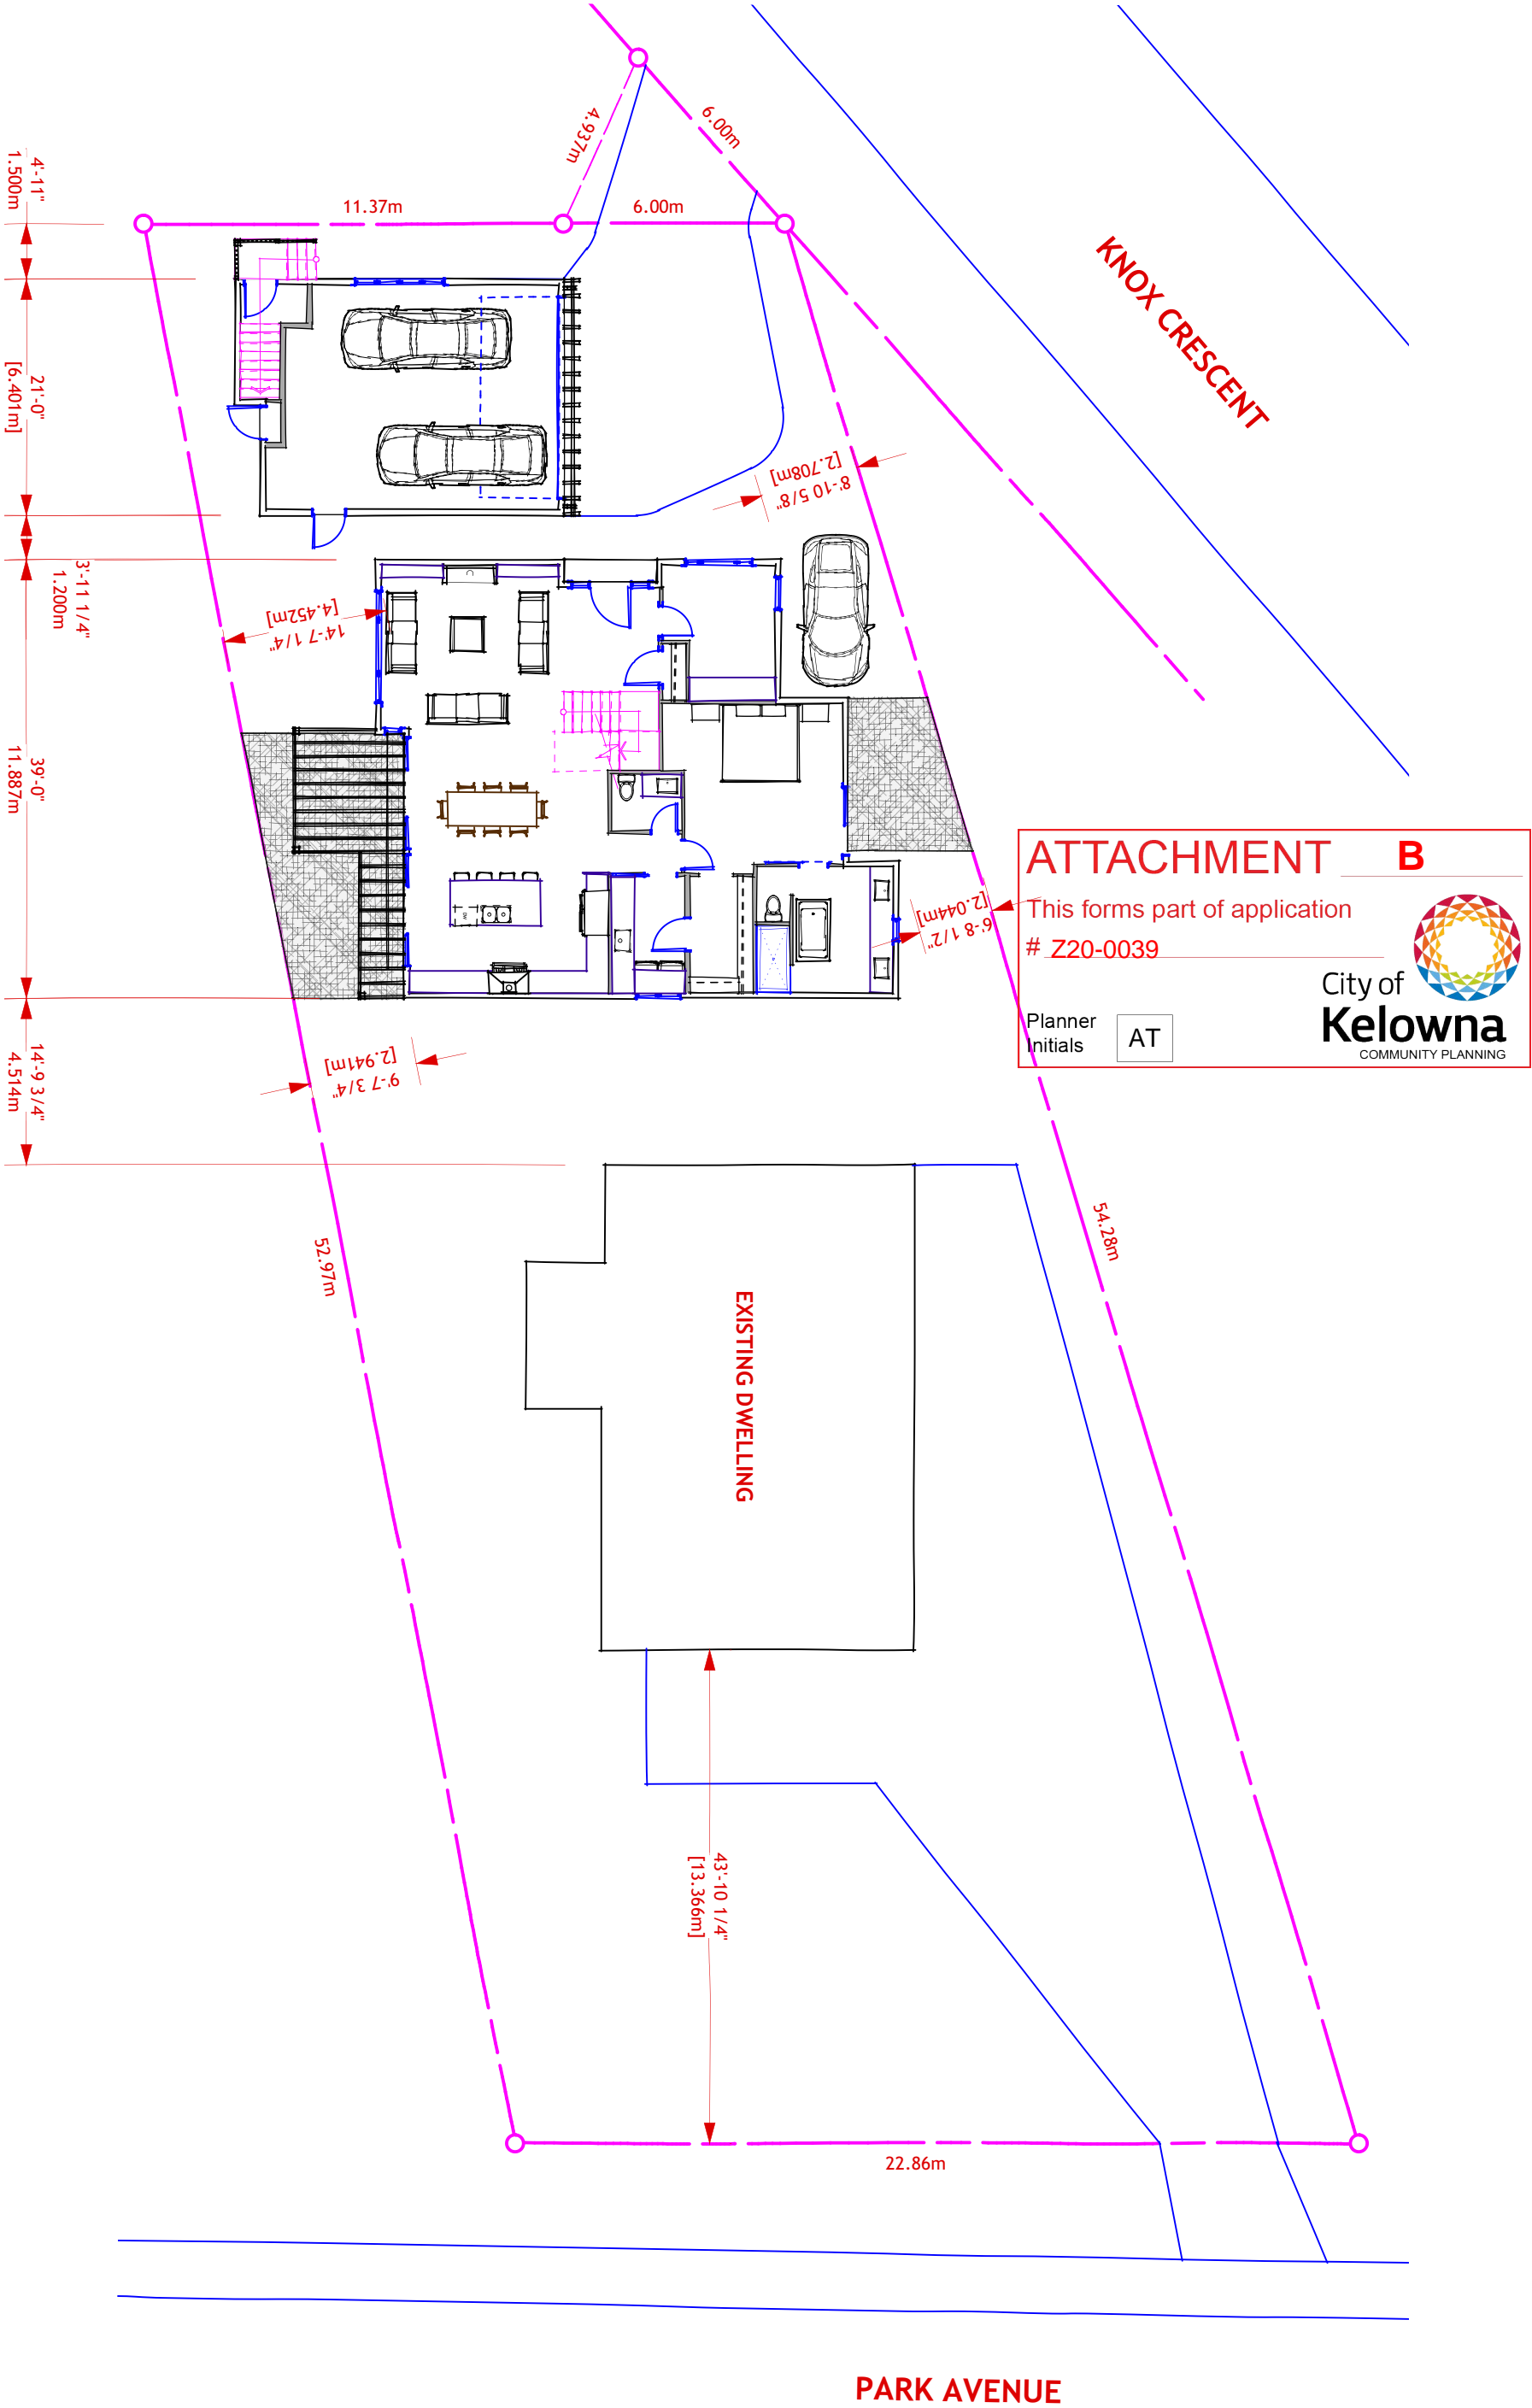 6.00m
4.937m
11.37m
6.00m
4'-11"
1.500m
KNOX CRESCENT
21'-0"
[6.401m]
8'-10 5/8"
[2.708m]
3'-11 1/4"
1.200m
14'-7 1/4"
[4.452m]
39'-0"
11.887m
ATTACHMENT B
This forms part of application
# Z20-0039
City of
Kelowna
COMMUNITY PLANNING
Planner
Initials
AT
6'-8 1/2"
[2.044m]
14'-9 3/4"
4.514m
9'-7 3/4"
[2.941m]
52.97m
54.28m
EXISTING DWELLING
43'-10 1/4"
[13.366m]
22.86m
PARK AVENUE